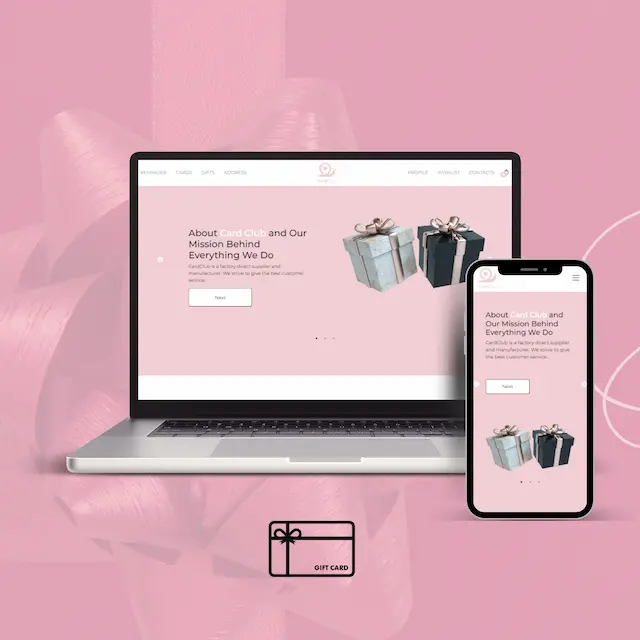 REMINDER CARDS GIFTS ADDRESS PROFILE WISHLIST CONTACTS
About Card Club and Our
Mission Behind
Everything We Do
CardClub is a factory direct supplier and
manufacturer. We strive to give the best customer
service.
Next
About Card Club and
Our Mission Behind
Everything We Do
CardClub is a factory direct supplier
and manufacturer. We strive to give
the best customer service.
Next
GIFT CARD